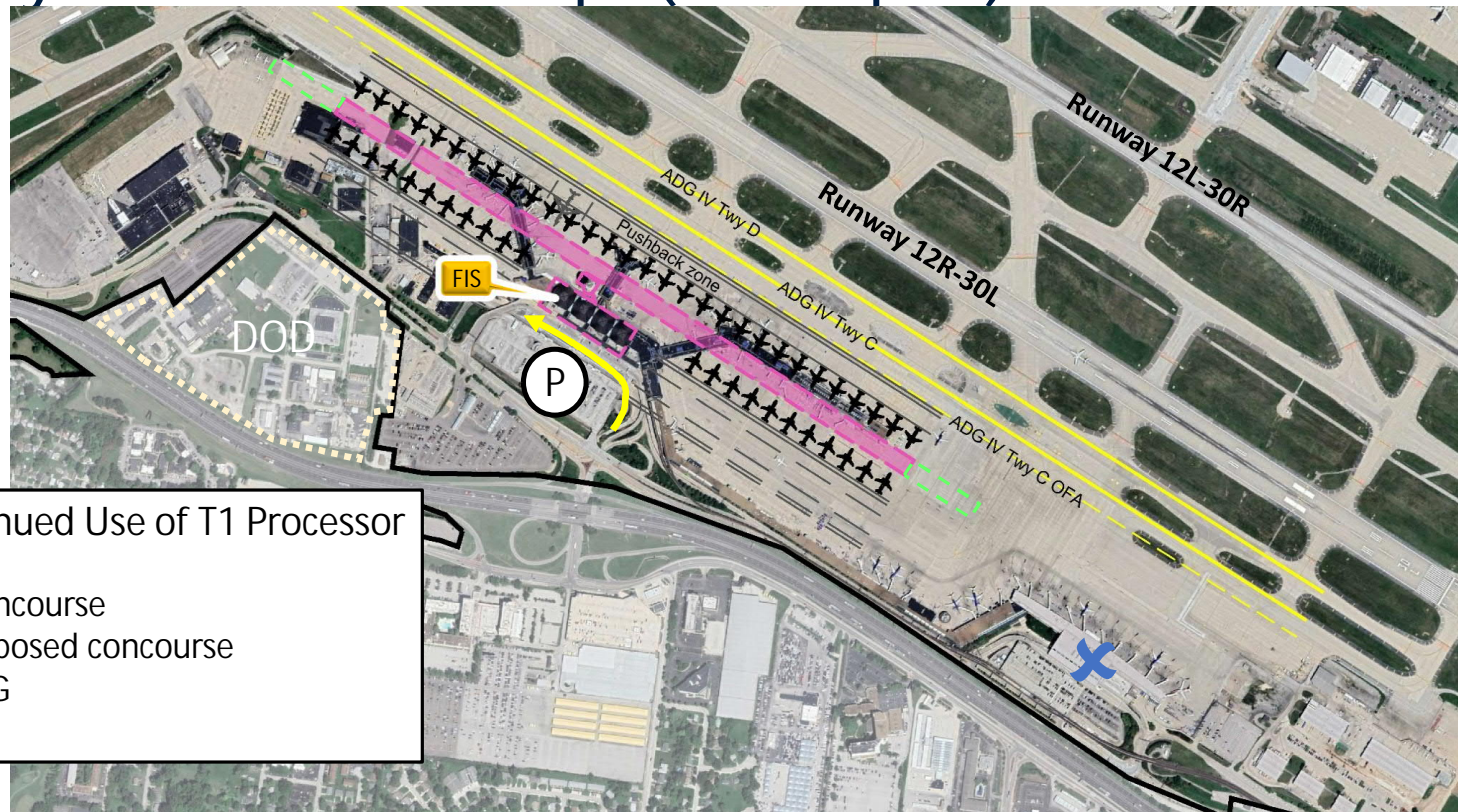 Runway 12L-30R
ADG IV Twy D
Runway 12R-30L
Pushback zone
FIS
ADG IV Twy C
DOD
P
ADG IV Twy C OFA
nued Use of T1 Processor
ncourse
posed concourse
G